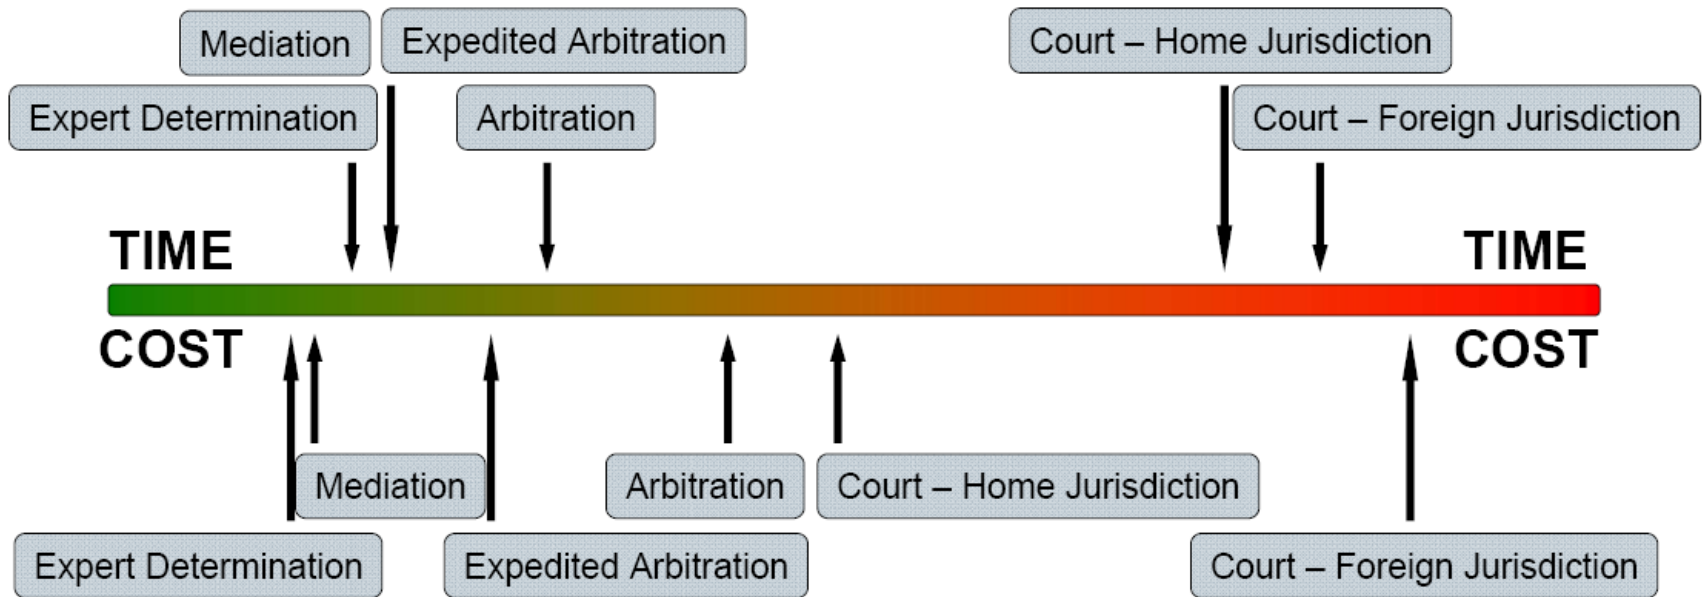 Mediation
Expedited Arbitration
Court – Home Jurisdiction
Expert Determination
Arbitration
Court – Foreign Jurisdiction
TIME
TIME
COST
COST
Mediation
Arbitration
Court – Home Jurisdiction
Expert Determination
Expedited Arbitration
Court – Foreign Jurisdiction